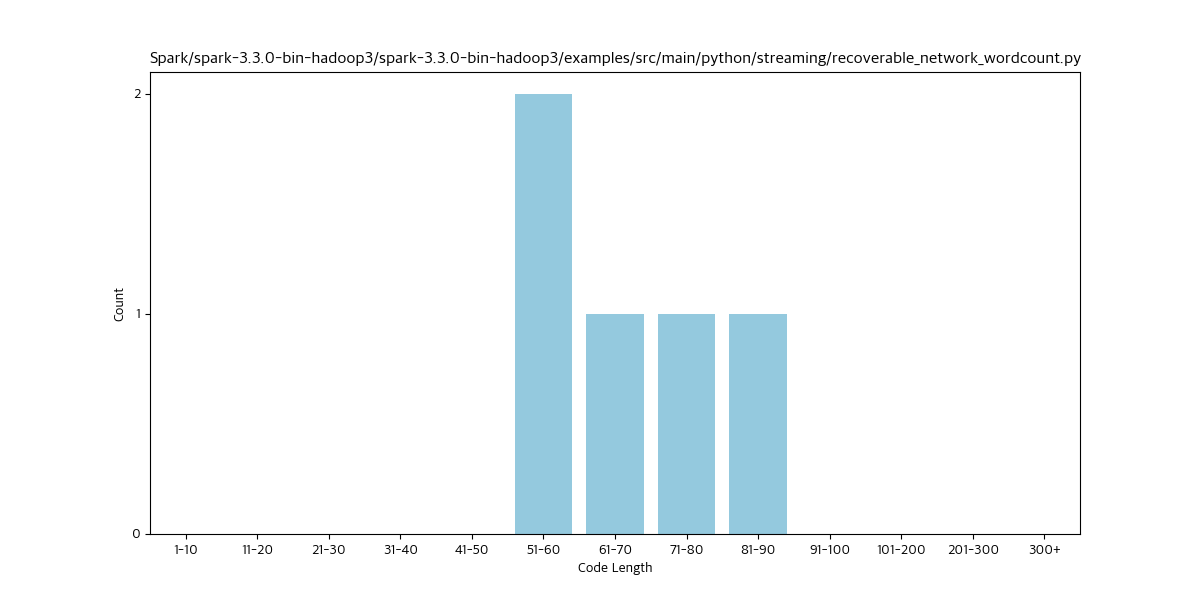 Spark/spark-3.3.0-bin-hadoop3/spark-3.3.0-bin-hadoop3/examples/src/main/python/streaming/recoverable_network_wordcount.py
2
1
0
Count
1-10 11-20 21-30 31-40 41-50 51-60 61-70 71-80 81-90 91-100 101-200 201-300 300+
Code Length